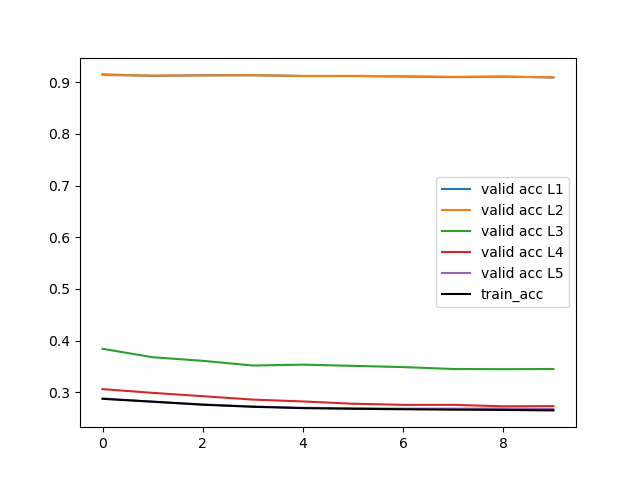 0.9
0.8
0.7
0.6
0.5
0.4
0.3
0 2 4 6 8
valid acc L1
valid acc L2
valid acc L3
valid acc L4
valid acc L5
train_acc